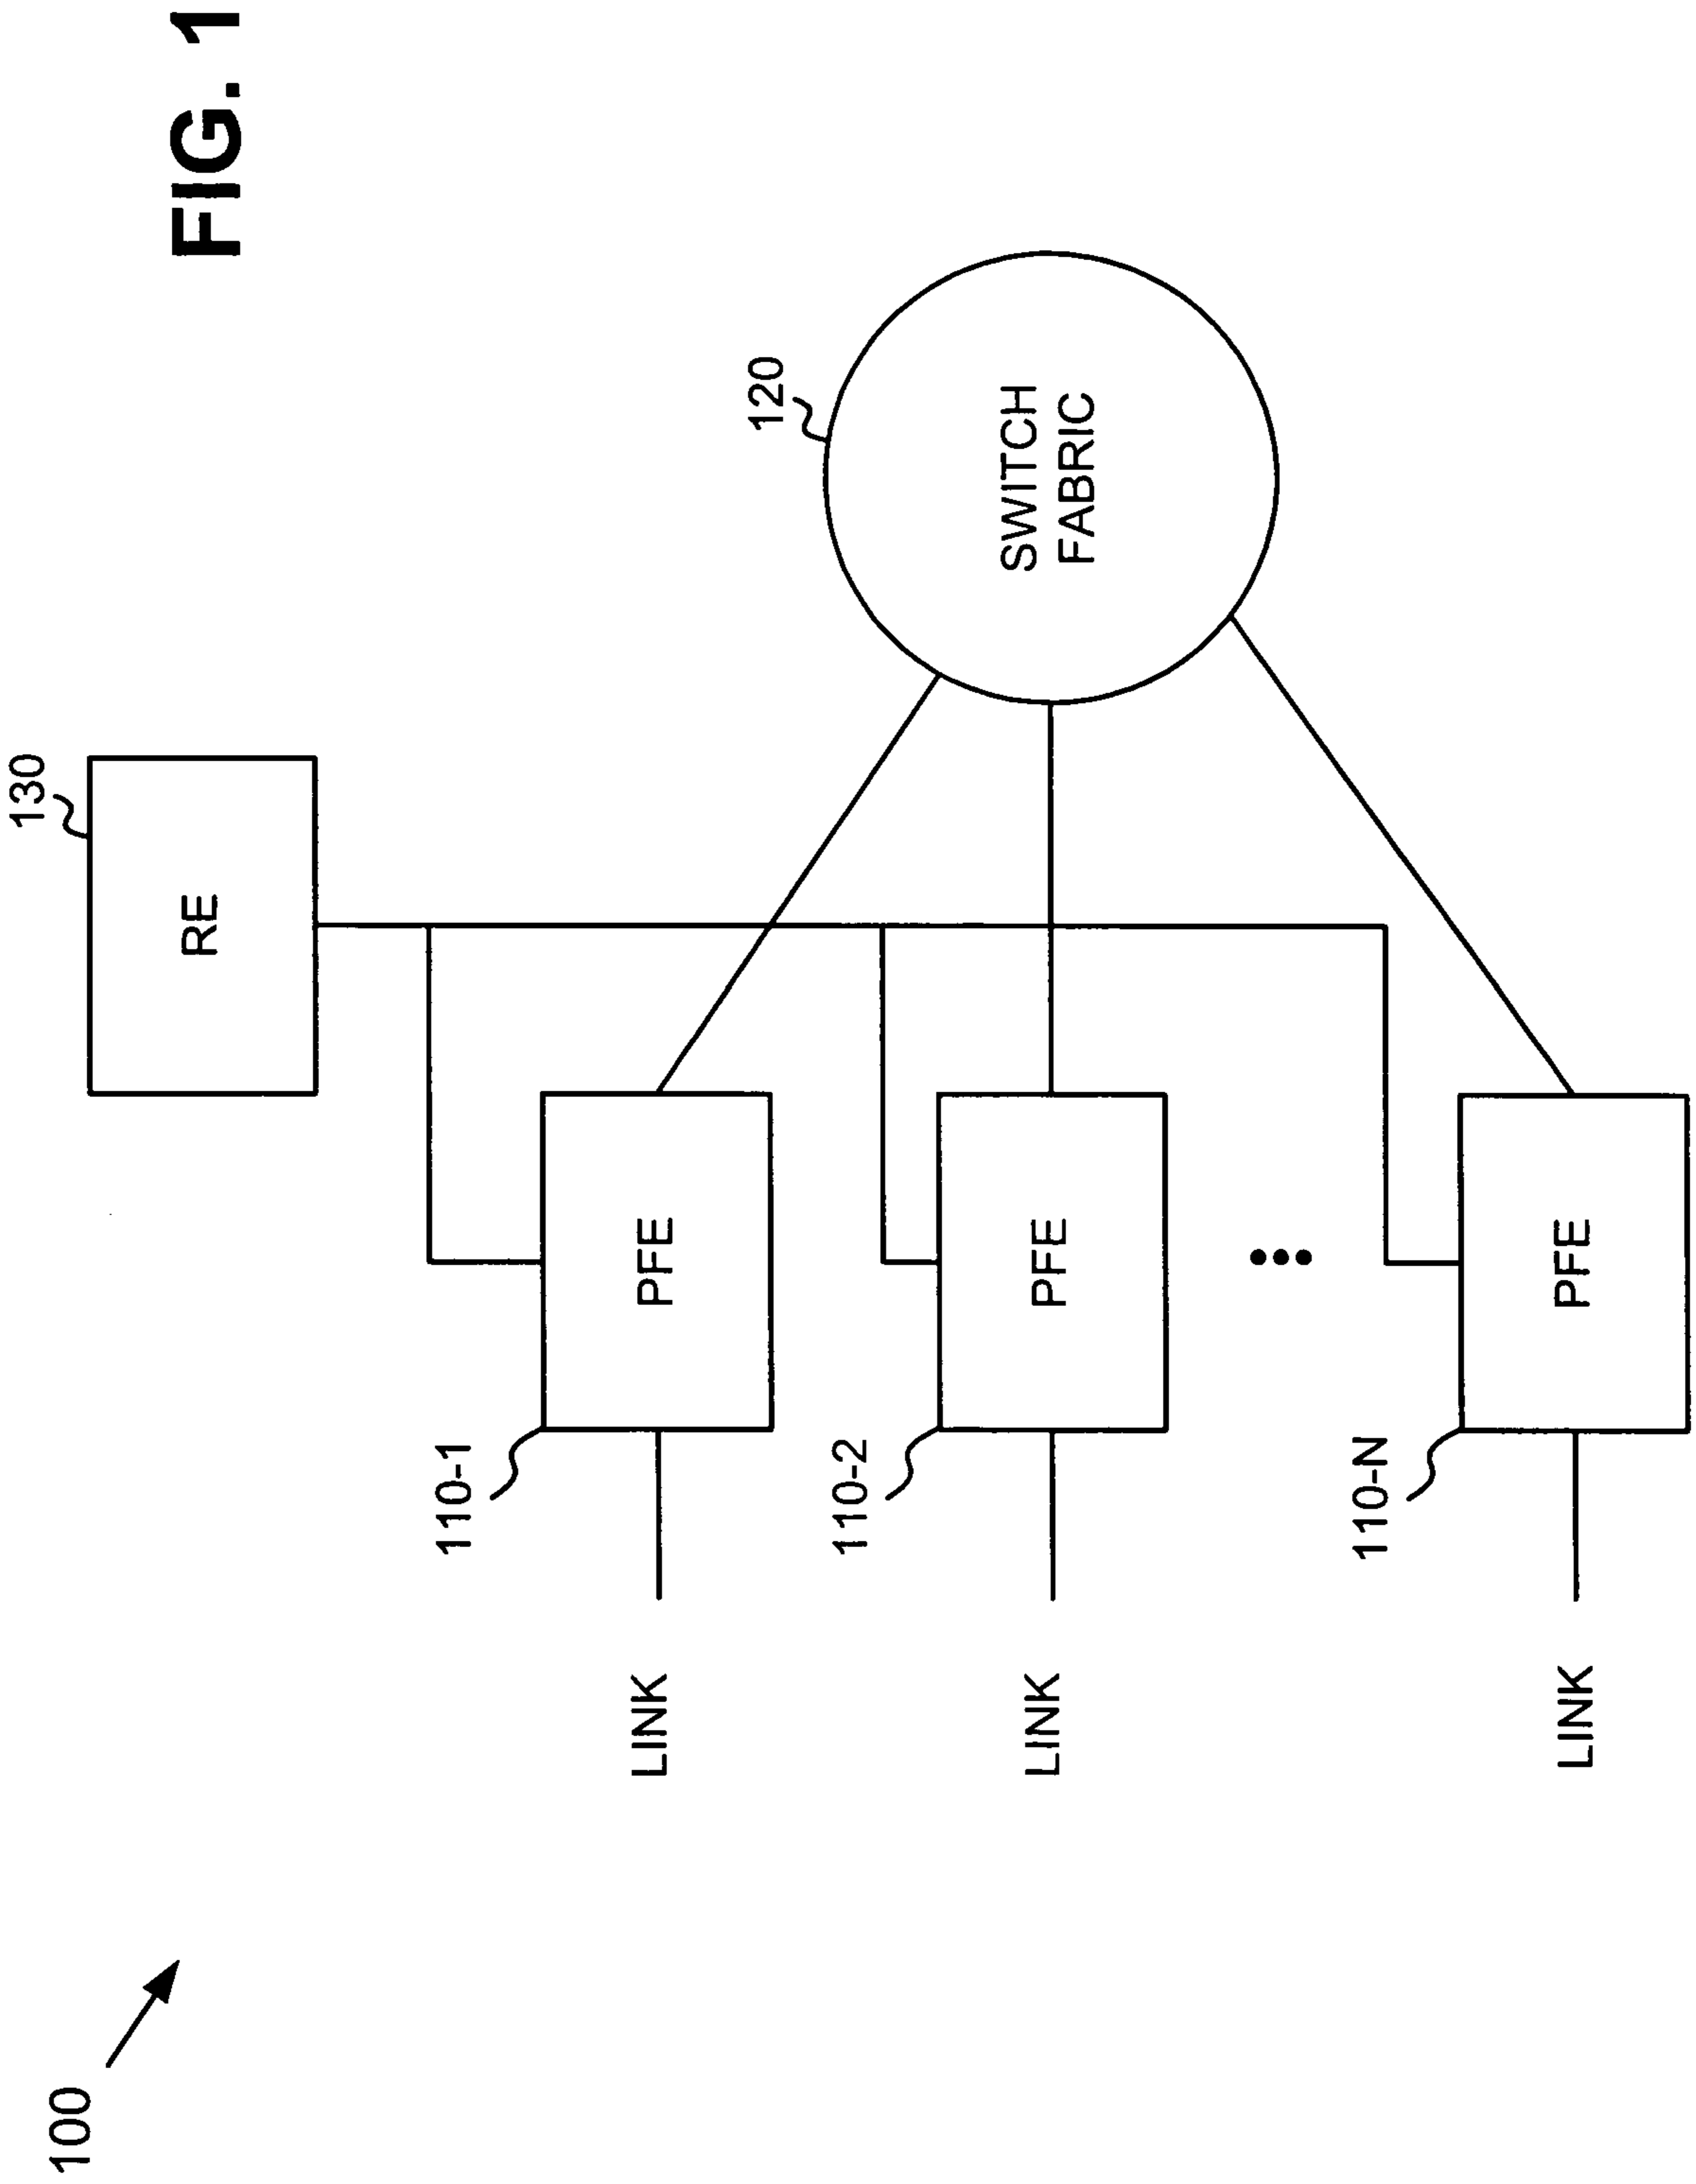 FIG. 1
100
130
RE
120
SWITCH
FABRIC
110-1
PFE
LINK
110-2
PFE
LINK
110-N
PFE
LINK